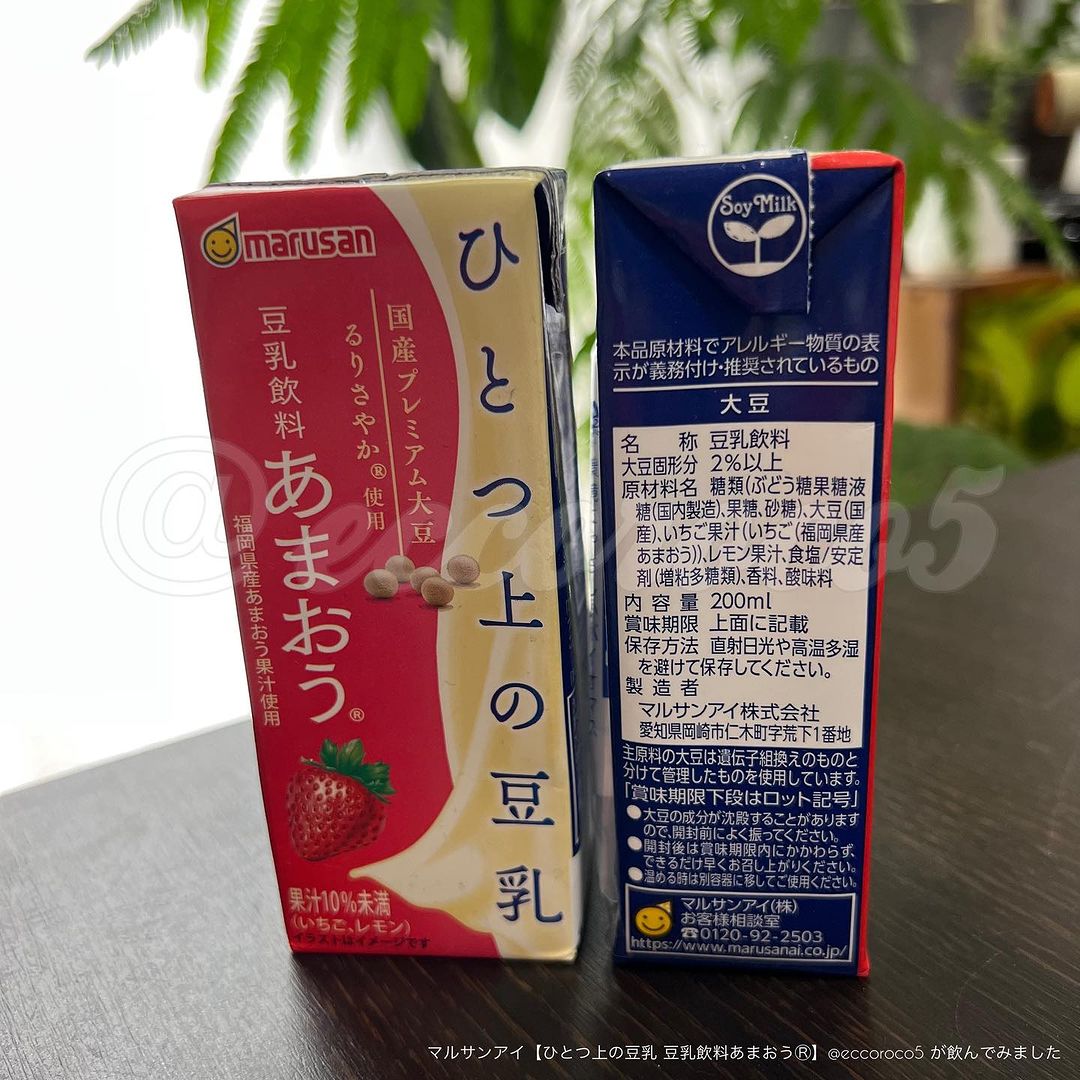 marusan
ひとつ上の豆乳
国産プレミアム大豆
るりさやか®使用
豆乳飲料
あまおう®
福岡県産あまおう果汁使用
果汁10%未満
(いちご、レモン)
イラストはイメージです
Soy Milk
本品原材料でアレルギー物質の表
示が義務付け・推奨されているもの
大豆
名 称 豆乳飲料
大豆固形分 2%以上
原材料名 糖類(ぶどう糖果糖液
糖(国内製造)、果糖、砂糖)、大豆(国
産)、いちご果汁(いちご(福岡県産
あまおう))、レモン果汁、食塩/安定
剤(増粘多糖類)、香料、酸味料
内容量 200ml
賞味期限 上面に記載
保存方法 直射日光や高温多湿
を避けて保存してください。
製造者
マルサンアイ株式会社
愛知県岡崎市仁木町字荒下1番地
主原料の大豆は遺伝子組換えのものと
分けて管理したものを使用しています。
「賞味期限下段はロット記号」
●大豆の成分が沈殿することがあります
ので、開封前によく振ってください。
●開封後は賞味期限内にかかわらず、
できるだけ早くお召し上がりください。
●温める時は別容器に移してご使用ください。
マルサンアイ(株)
お客様相談室
☎0120-92-2503
https://www.marusanai.co.jp/
@eccoroco5
マルサンアイ【ひとつ上の豆乳 豆乳飲料あまおう®】@eccoroco5 が飲んでみました